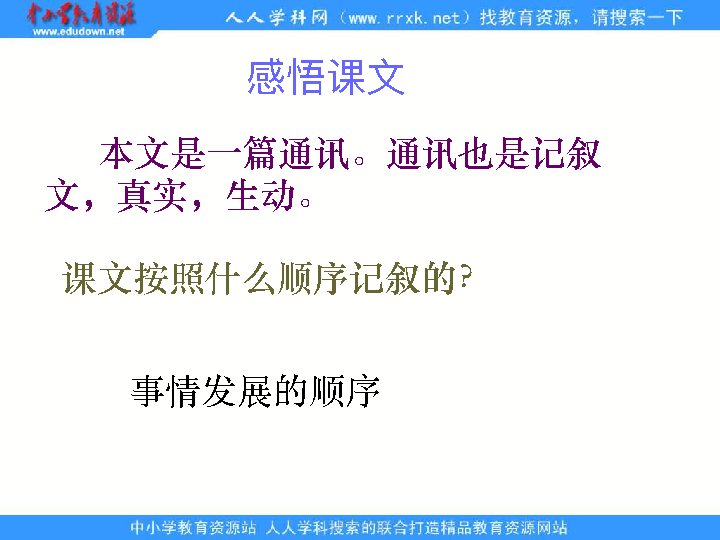 中小学教育资源
www.edudown.net
人人学科网（www.rrxk.net）找教育资源，请搜索一下
感悟课文
本文是一篇通讯。通讯也是记叙
文，真实，生动。
课文按照什么顺序记叙的?
事情发展的顺序
中小学教育资源站 人人学科搜索的联合打造精品教育资源网站